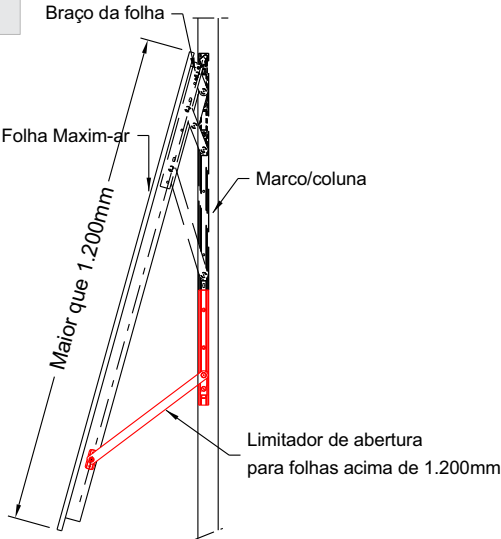 Braço da folha
Folha Maxim-ar
Marco/coluna
Maior que 1.200mm
Limitador de abertura
para folhas acima de 1.200mm